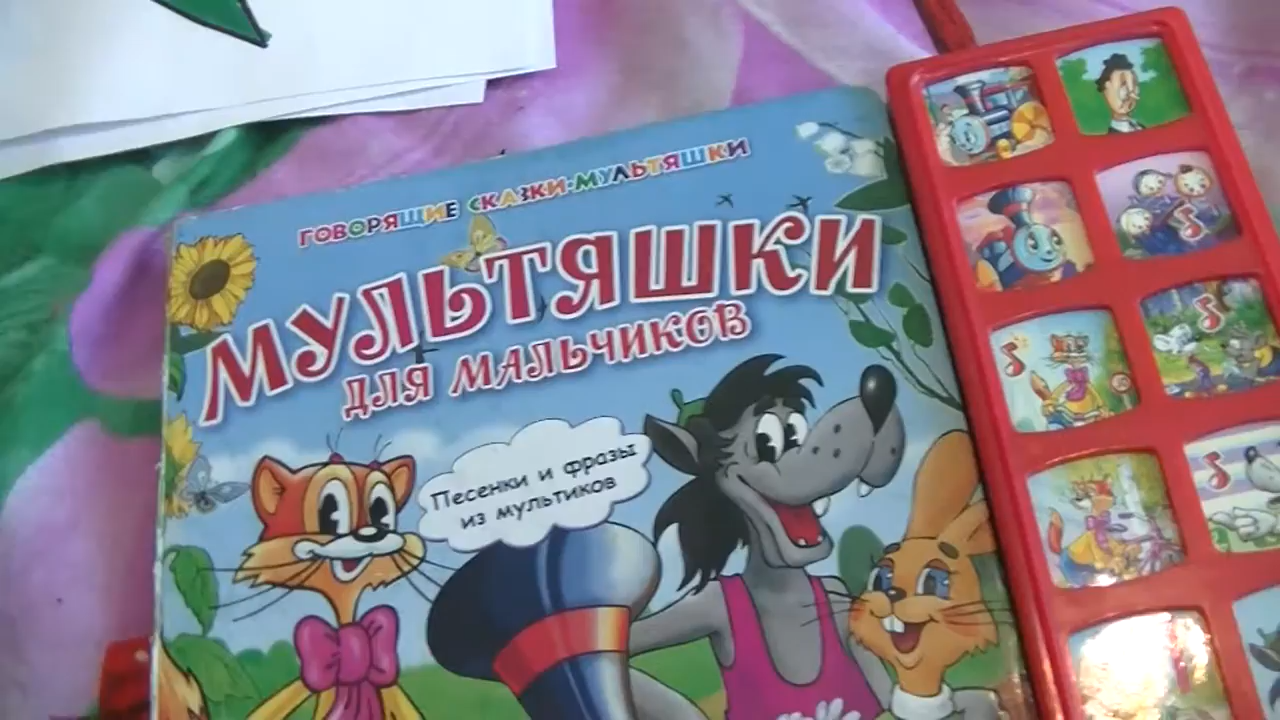 ГОВОРЯЩИЕ СКАЗКИ-МУЛЬТЯШКИ
МУЛЬТЯШКИ
ДЛЯ МАЛЬЧИКОВ
Песенки и фразы
из мультиков